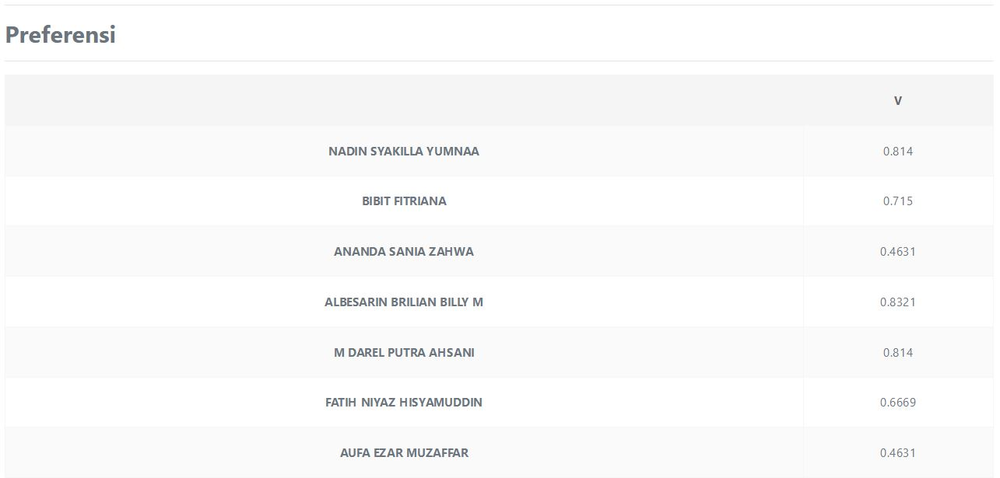 Preferensi
V
NADIN SYAKILLA YUMNAA 0.814
BIBIT FITRIANA 0.715
ANANDA SANIA ZAHWA 0.4631
ALBESARIN BRILIAN BILLY M 0.8321
M DAREL PUTRA AHSANI 0.814
FATIH NIYAZ HISYAMUDDIN 0.6669
AUFA EZAR MUZAFFAR 0.4631